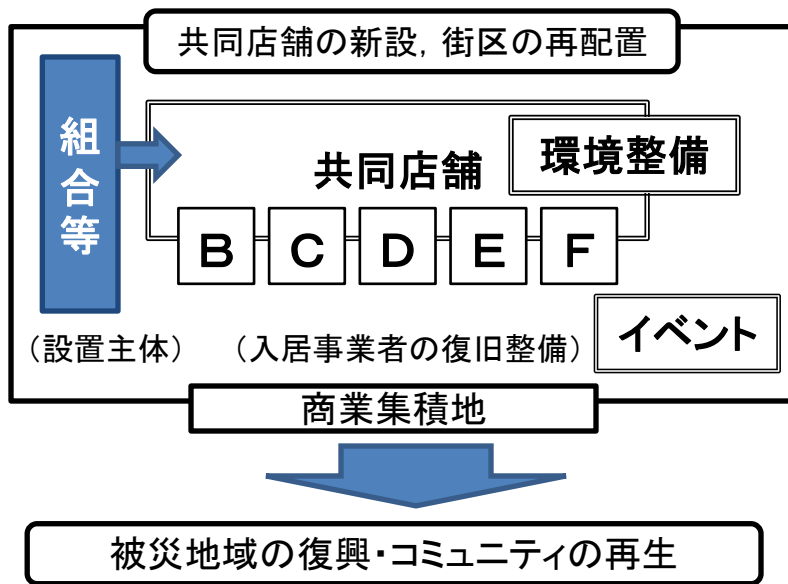 共同店舗の新設，街区の再配置
組合等
共同店舗
環境整備
B C D E F
（設置主体）
（入居事業者の復旧整備）
イベント
商業集積地
被災地域の復興・コミュニティの再生